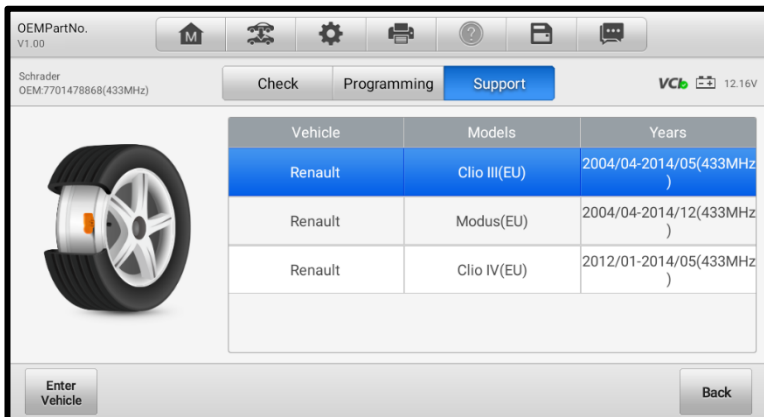 OEMPartNo.
V1.00
M
Schrader
OEM:7701478868(433MHz)
Check
Programming
Support
VCI
12.16V
Vehicle
Models
Years
Renault
Clio III(EU)
2004/04-2014/05(433MHz
)
Renault
Modus(EU)
2004/04-2014/12(433MHz
)
Renault
Clio IV(EU)
2012/01-2014/05(433MHz
)
Enter
Vehicle
Back